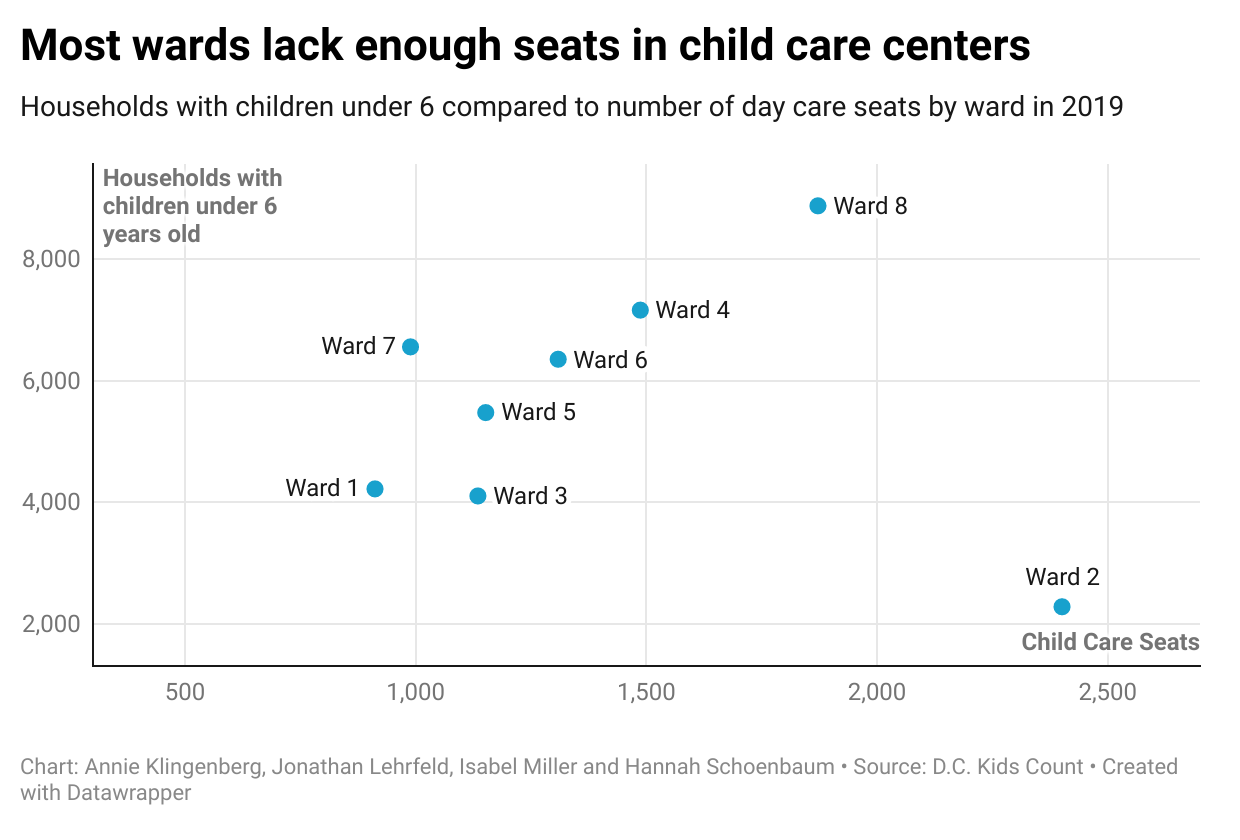 Most wards lack enough seats in child care centers
Households with children under 6 compared to number of day care seats by ward in 2019
Households with
children under 6
years old
Ward 8
8,000
Ward 4
Ward 7
Ward 6
6,000
Ward 5
Ward 1
Ward 3
4,000
Ward 2
2,000
Child Care Seats
500
1,000
1,500
2,000
2,500
Chart: Annie Klingenberg, Jonathan Lehrfeld, Isabel Miller and Hannah Schoenbaum • Source: D.C. Kids Count • Created
with Datawrapper